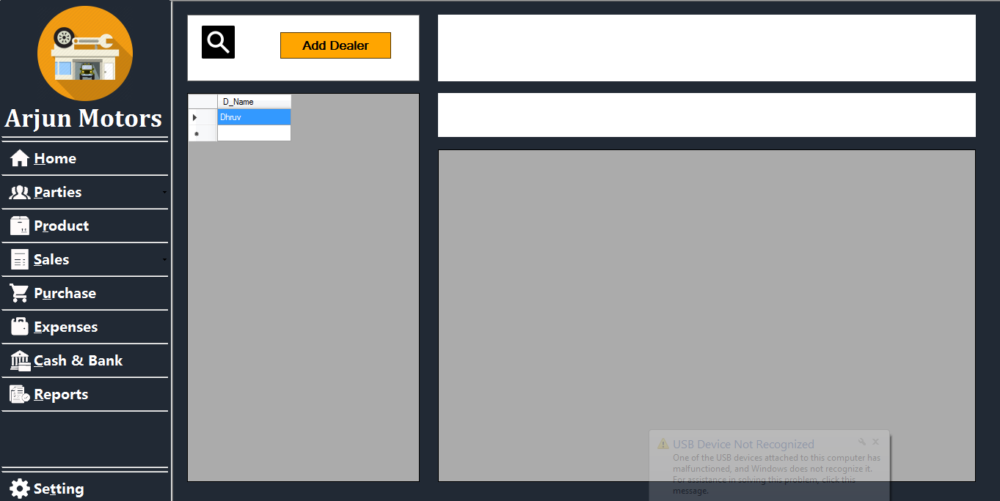 Arjun Motors
Home
Parties
Product
Sales
Purchase
Expenses
Cash & Bank
Reports
Setting
Add Dealer
D_Name
Dhruv
USB Device Not Recognized
One of the USB devices attached to this computer has
malfunctioned, and Windows does not recognize it.
For assistance in solving this problem, click this
message.